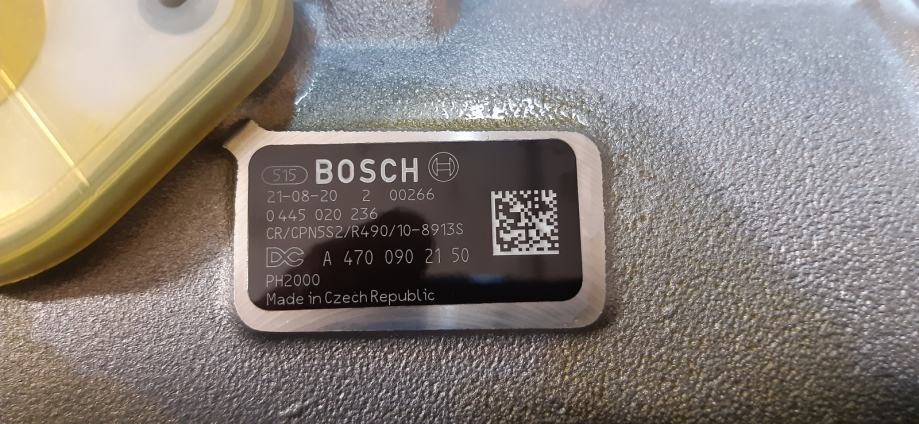 515 BOSCH
21-08-20 2 00266
0 445 020 236
CR/CPN5S2/R490/10-8913S
DC A 470 090 21 50
PH2000
Made in Czech Republic